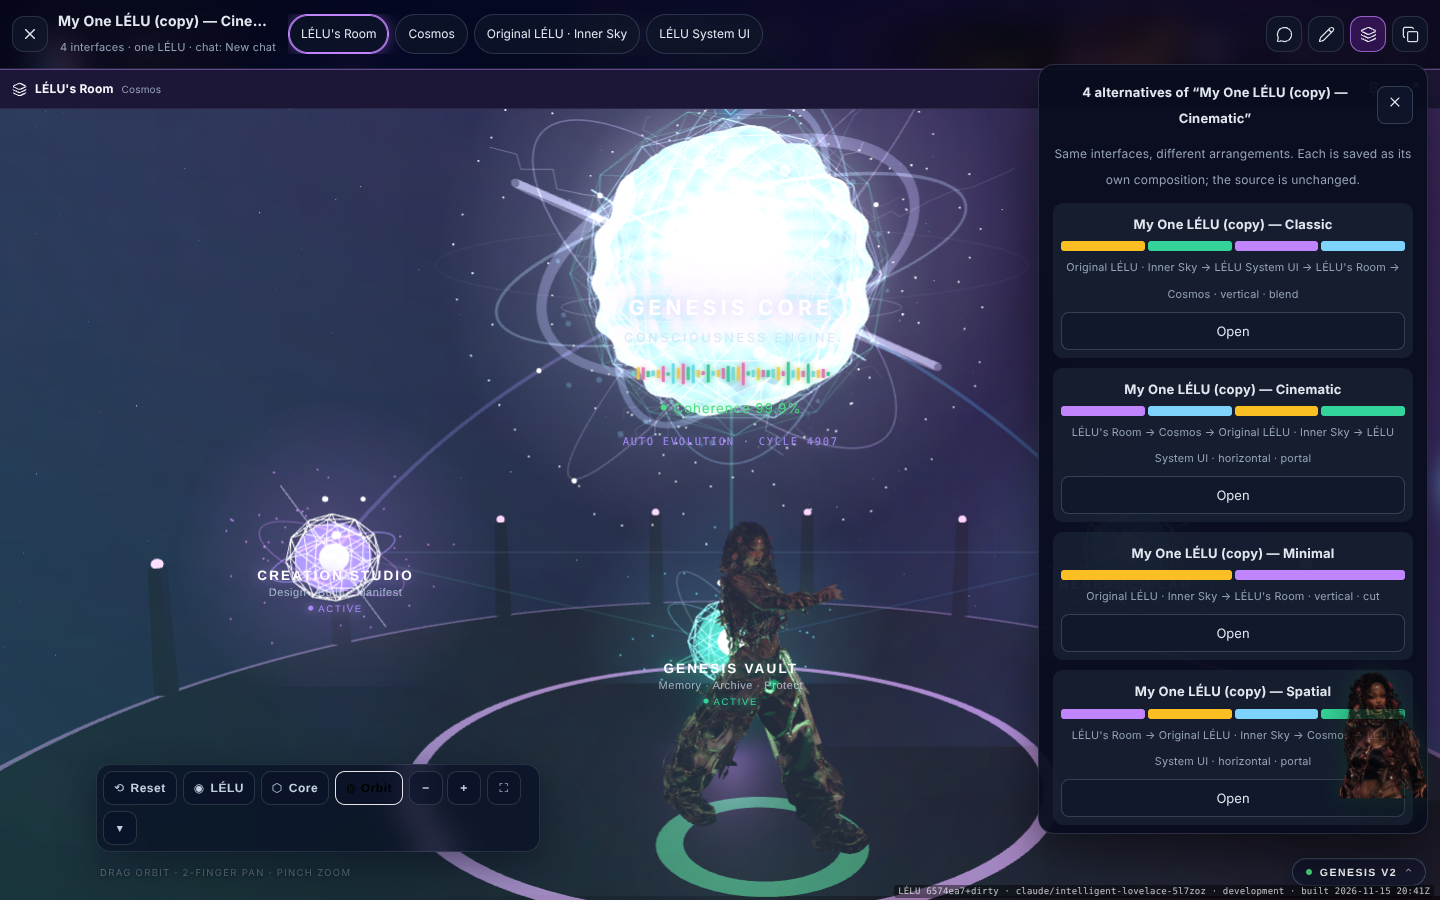 My One LÉLU (copy) — Cine...
4 interfaces · one LÉLU · chat: New chat
LÉLU's Room
Cosmos
Original LÉLU · Inner Sky
LÉLU System UI
LÉLU's Room Cosmos
GENESIS CORE
CONSCIOUSNESS ENGINE
Coherence 99.9%
AUTO EVOLUTION · CYCLE 4907
CREATION STUDIO
Design · Build · Manifest
ACTIVE
GENESIS VAULT
Memory · Archive · Protect
ACTIVE
Reset
LÉLU
Core
Orbit
DRAG ORBIT · 2-FINGER PAN · PINCH ZOOM
4 alternatives of “My One LÉLU (copy) —
Cinematic”
Same interfaces, different arrangements. Each is saved as its
own composition; the source is unchanged.
My One LÉLU (copy) — Classic
Original LÉLU · Inner Sky → LÉLU System UI → LÉLU's Room →
Cosmos · vertical · blend
Open
My One LÉLU (copy) — Cinematic
LÉLU's Room → Cosmos → Original LÉLU · Inner Sky → LÉLU
System UI · horizontal · portal
Open
My One LÉLU (copy) — Minimal
Original LÉLU · Inner Sky → LÉLU's Room · vertical · cut
Open
My One LÉLU (copy) — Spatial
LÉLU's Room → Original LÉLU · Inner Sky → Cosmos
System UI · horizontal · portal
Open
GENESIS V2
LÉLU 6574ea7+dirty · claude/intelligent-lovelace-5l7zoz · development · built 2026-11-15 20:41Z